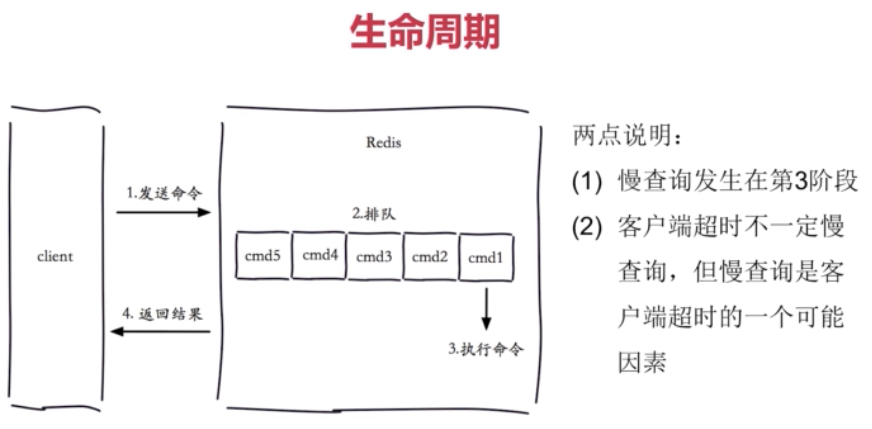 生命周期
Redis
1.发送命令
2.排队
client
cmd5 cmd4 cmd3 cmd2 cmd1
4. 返回结果
3.执行命令
两点说明：
(1) 慢查询发生在第3阶段
(2) 客户端超时不一定慢
查询，但慢查询是客
户端超时的一个可能
因素